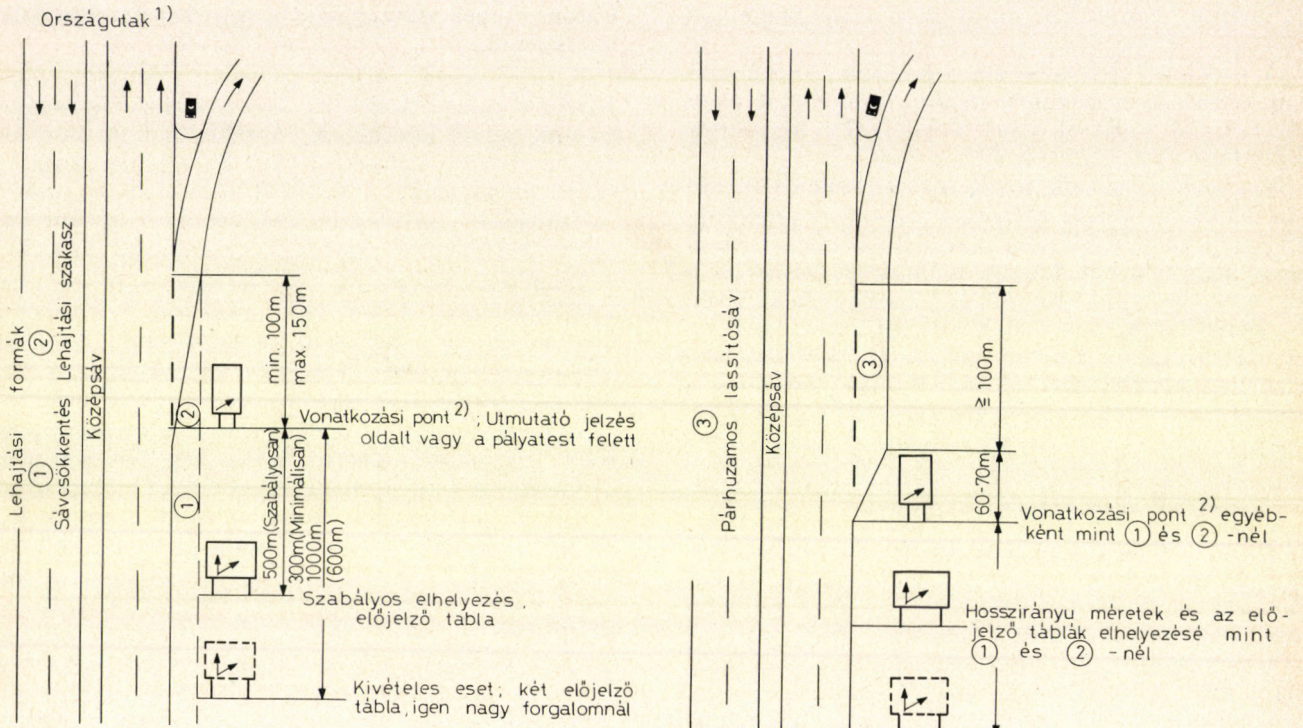 Országutak 1)
Lehajtási formák
① Sávcsökkentés
② Lehajtási szakasz
Középsáv
min. 100m
max. 150m
②
Vonatkozási pont 2) ; Utmutató jelzés
oldalt vagy a pályatest felett
①
500m(Szabályosan)
300m(Minimálisan)
1000m
(600m)
Szabályos elhelyezés.
előjelző tabla
Kivételes eset; két előjelző
tábla, igen nagy forgalomnál
③ Párhuzamos lassítósáv
Középsáv
③
≧ 100m
60-70m
Vonatkozási pont 2) egyéb-
ként mint ① és ② -nél
Hosszirányu méretek és az elő-
jelző táblák elhelyezésé mint
① és ② -nél